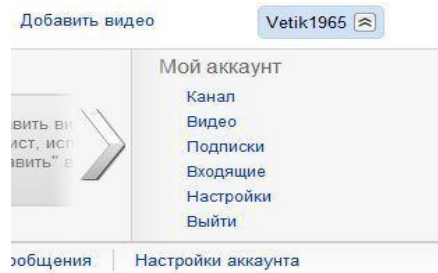 Добавить видео Vetik1965
Мой аккаунт
Канал
Видео
Подписки
Входящие
Настройки
Выйти
Настройки аккаунта